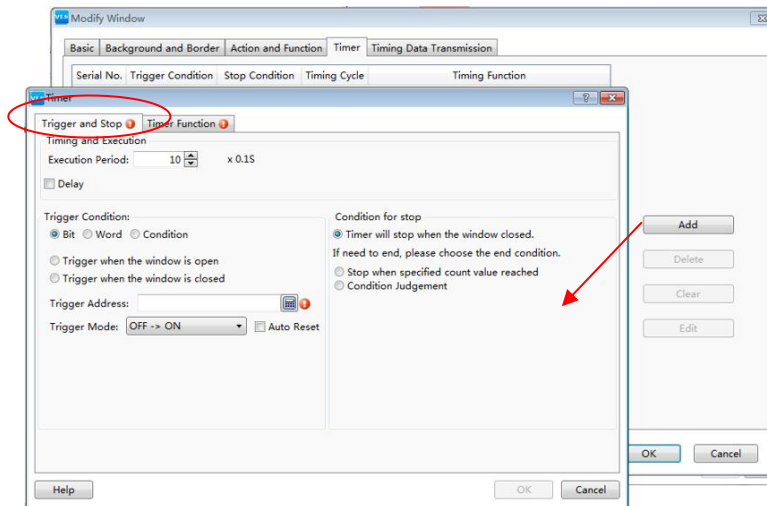 Modify Window
Basic Background and Border Action and Function Timer Timing Data Transmission
Serial No. Trigger Condition Stop Condition Timing Cycle Timing Function
Timer
Trigger and Stop Timer Function
Timing and Execution
Execution Period: 10 x 0.1S
Delay
Trigger Condition:
Bit Word Condition
Trigger when the window is open
Trigger when the window is closed
Trigger Address:
Trigger Mode: OFF -> ON Auto Reset
Condition for stop
Timer will stop when the window closed.
If need to end, please choose the end condition.
Stop when specified count value reached
Condition Judgement
Add
Delete
Clear
Edit
OK Cancel
Help OK Cancel